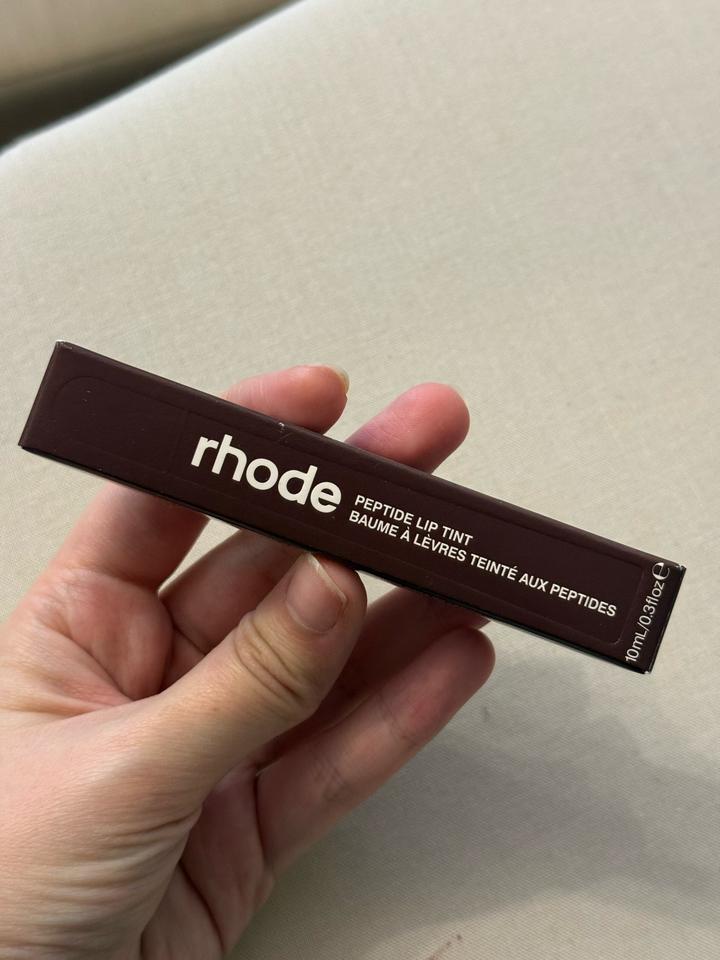 rhode
PEPTIDE LIP TINT
BAUME À LÈVRES TEINTÉ AUX PEPTIDES
10mL/0.3floz℮